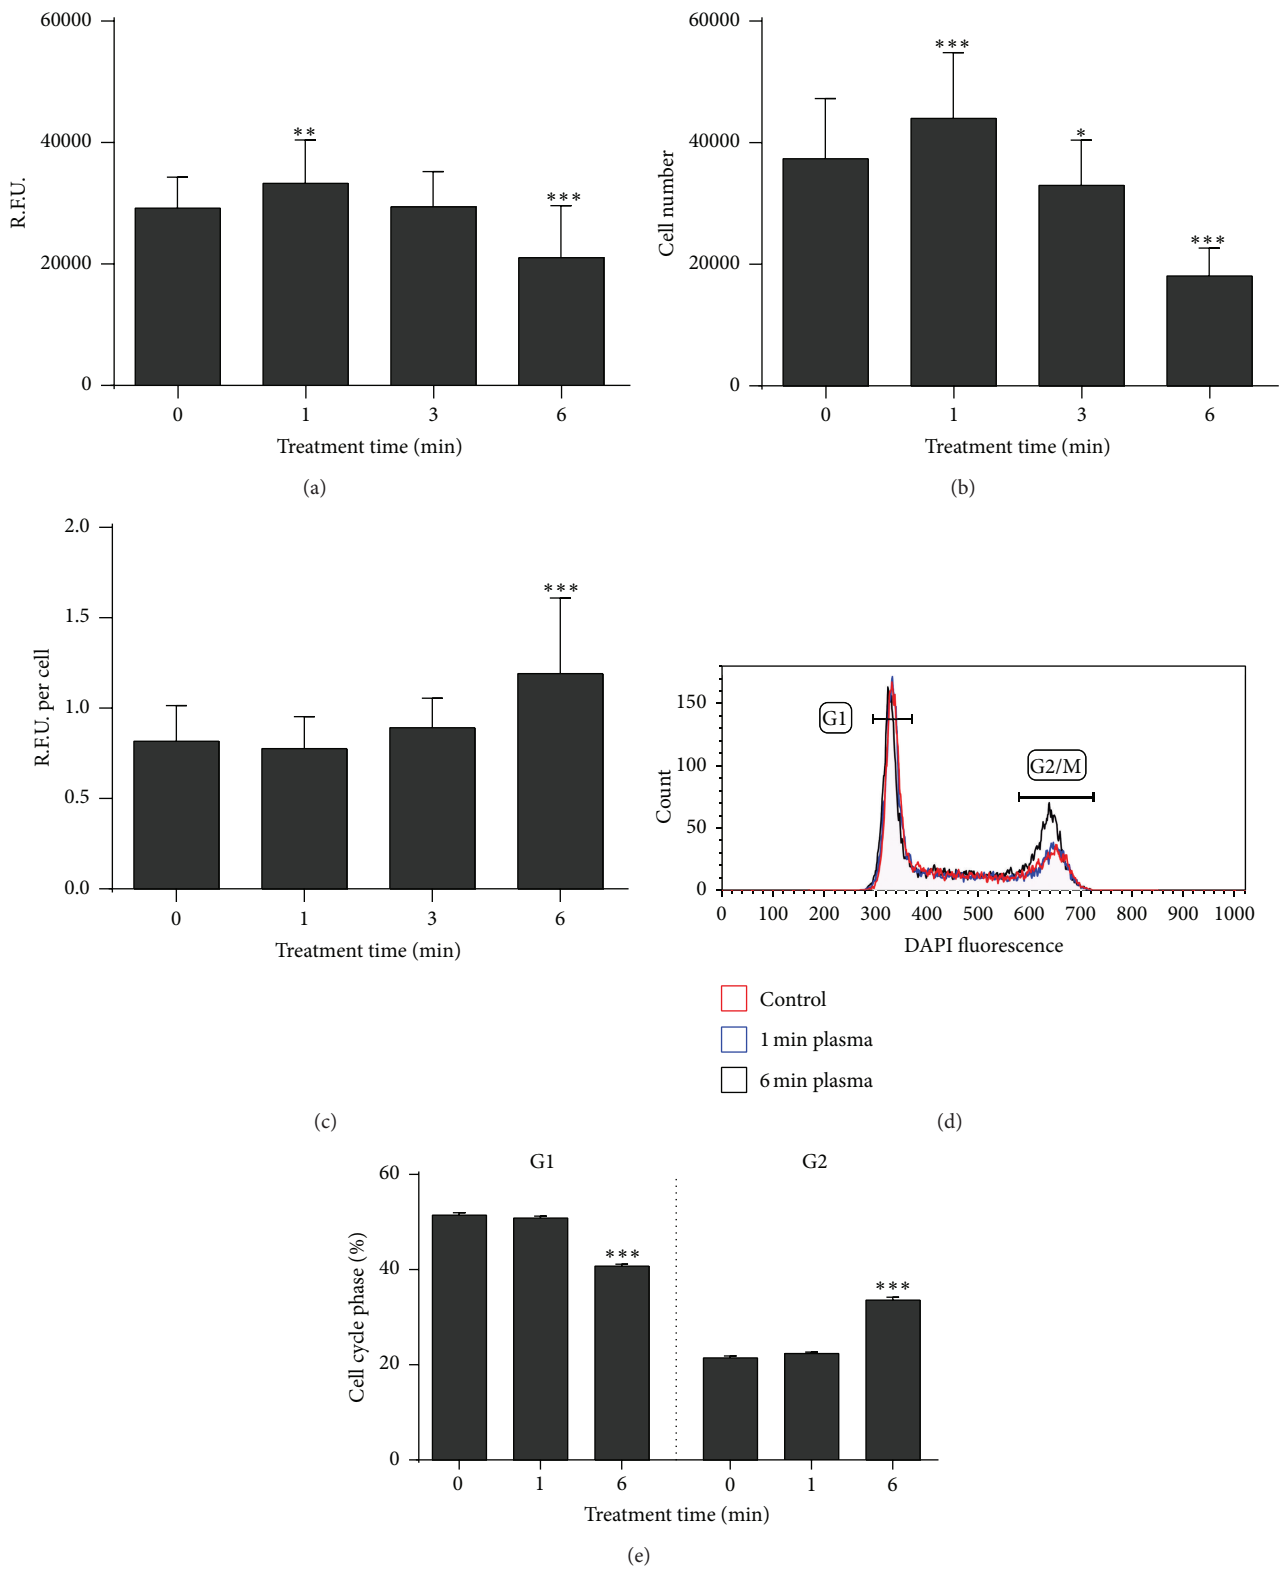 60000
40000
20000
0
R.F.U.
**
***
0 1 3 6
Treatment time (min)
(a)
60000
40000
20000
0
Cell number
***
*
***
0 1 3 6
Treatment time (min)
(b)
2.0
1.5
1.0
0.5
0.0
R.F.U. per cell
***
0 1 3 6
Treatment time (min)
(c)
150
100
50
0
Count
G1
G2/M
0 100 200 300 400 500 600 700 800 900 1000
DAPI fluorescence
Control
1 min plasma
6 min plasma
(d)
G1 G2
60
40
20
0
Cell cycle phase (%)
***
***
0 1 6 0 1 6
Treatment time (min)
(e)